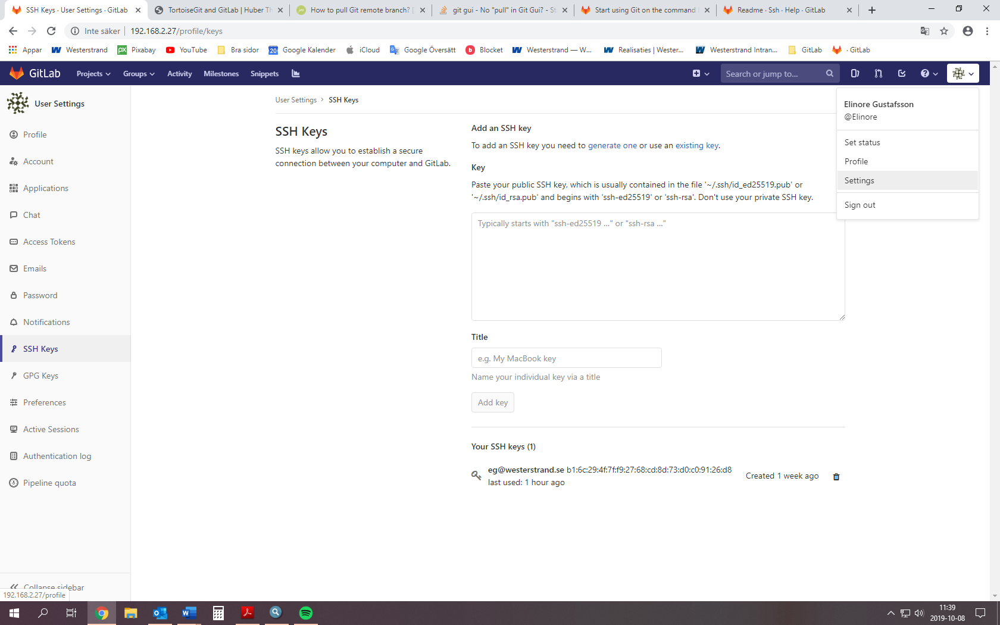 SSH Keys · User Settings · GitLab
TortoiseGit and GitLab | Huber Th
How to pull Git remote branch? [
git gui - No "pull" in Git Gui? - St
Start using Git on the command
Readme · Ssh · Help · GitLab
Inte säker
192.168.2.27/profile/keys
Appar
Westerstrand
Pixabay
YouTube
Bra sidor
Google Kalender
iCloud
Google Översätt
Blocket
Westerstrand — W...
Realisaties | Wester...
Westerstrand Intran...
GitLab
· GitLab
GitLab
Projects
Groups
Activity
Milestones
Snippets
Search or jump to...
User Settings
Profile
Account
Applications
Chat
Access Tokens
Emails
Password
Notifications
SSH Keys
GPG Keys
Preferences
Active Sessions
Authentication log
Pipeline quota
Collapse sidebar
192.168.2.27/profile
User Settings > SSH Keys
SSH Keys
SSH keys allow you to establish a secure
connection between your computer and GitLab.
Add an SSH key
To add an SSH key you need to generate one or use an existing key.
Key
Paste your public SSH key, which is usually contained in the file '~/.ssh/id_ed25519.pub' or
'~/.ssh/id_rsa.pub' and begins with 'ssh-ed25519' or 'ssh-rsa'. Don't use your private SSH key.
Typically starts with "ssh-ed25519 ..." or "ssh-rsa ..."
Title
e.g. My MacBook key
Name your individual key via a title
Add key
Your SSH keys (1)
eg@westerstrand.se b1:6c:29:4f:7f:f9:27:68:cd:8d:73:d0:c0:91:26:d8
last used: 1 hour ago
Created 1 week ago
Elinore Gustafsson
@Elinore
Set status
Profile
Settings
Sign out
11:39
2019-10-08